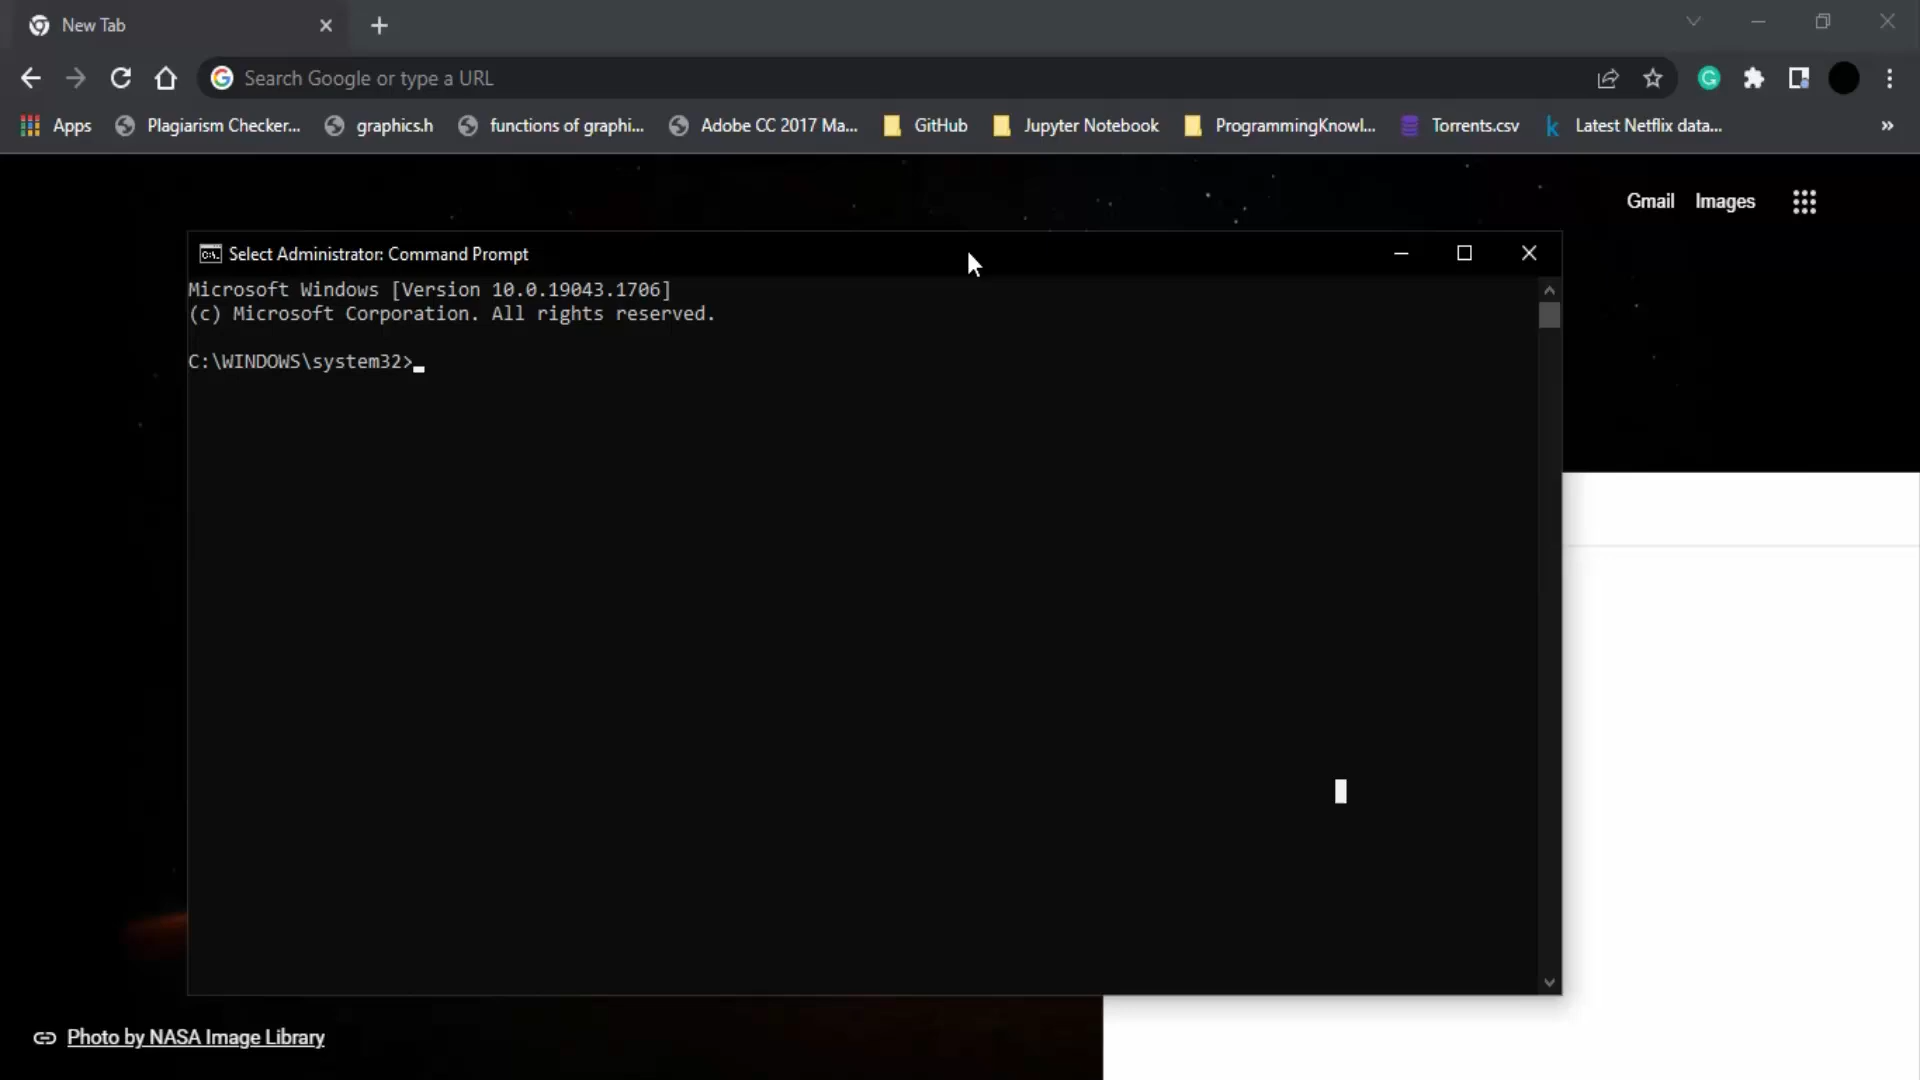 New Tab
Search Google or type a URL
Apps Plagiarism Checker... graphics.h functions of graphi... Adobe CC 2017 Ma... GitHub Jupyter Notebook ProgrammingKnowl... Torrents.csv Latest Netflix data... »
Gmail Images
Select Administrator: Command Prompt
Microsoft Windows [Version 10.0.19043.1706]
(c) Microsoft Corporation. All rights reserved.
C:\WINDOWS\system32>
Photo by NASA Image Library